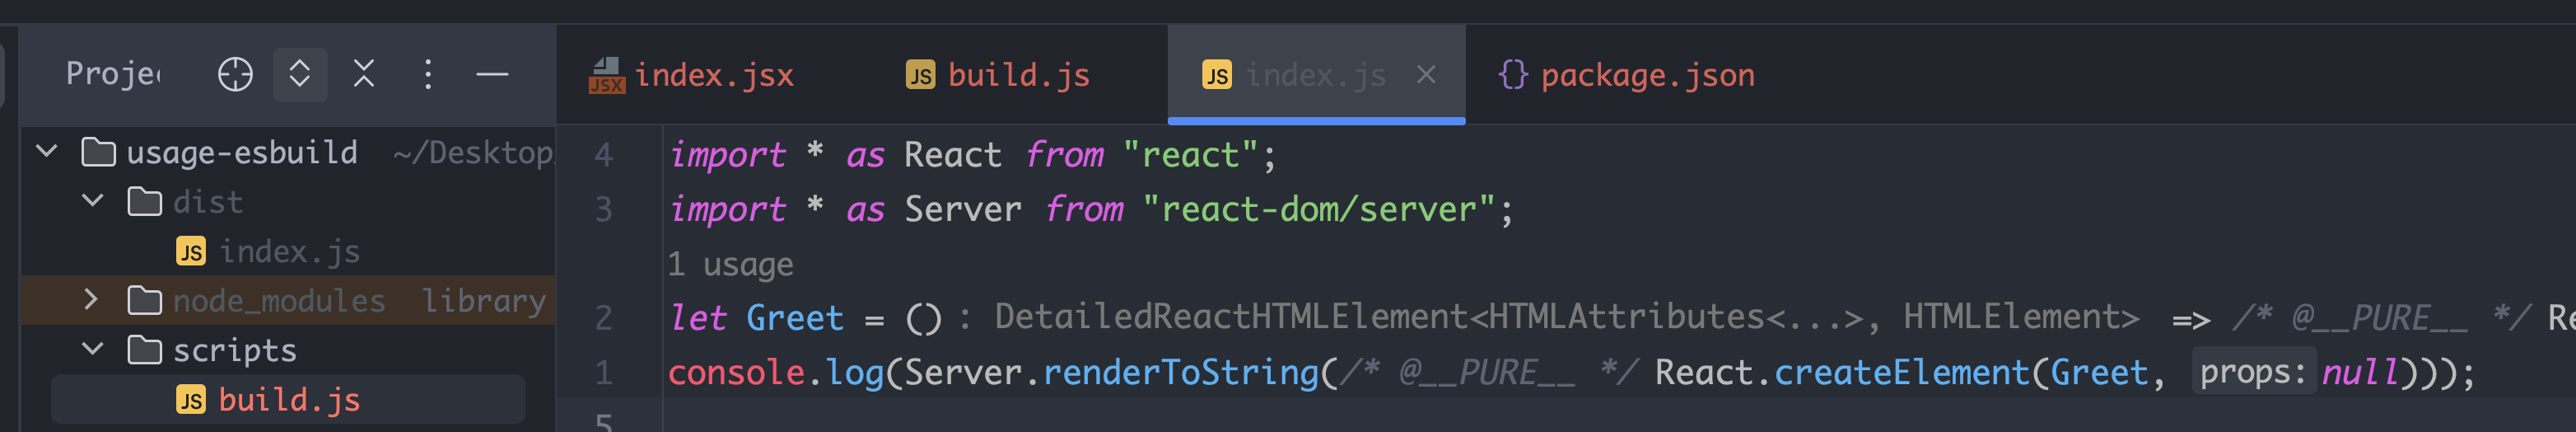 Proje
JSX index.jsx
JS build.js
JS index.js
{} package.json
usage-esbuild ~/Desktop
dist
JS index.js
node_modules library
scripts
JS build.js
4 import * as React from "react";
3 import * as Server from "react-dom/server";
1 usage
2 let Greet = () : DetailedReactHTMLElement<HTMLAttributes<...>, HTMLElement> => /* @__PURE__ */ Re
1 console.log(Server.renderToString(/* @__PURE__ */ React.createElement(Greet, props: null)));
5